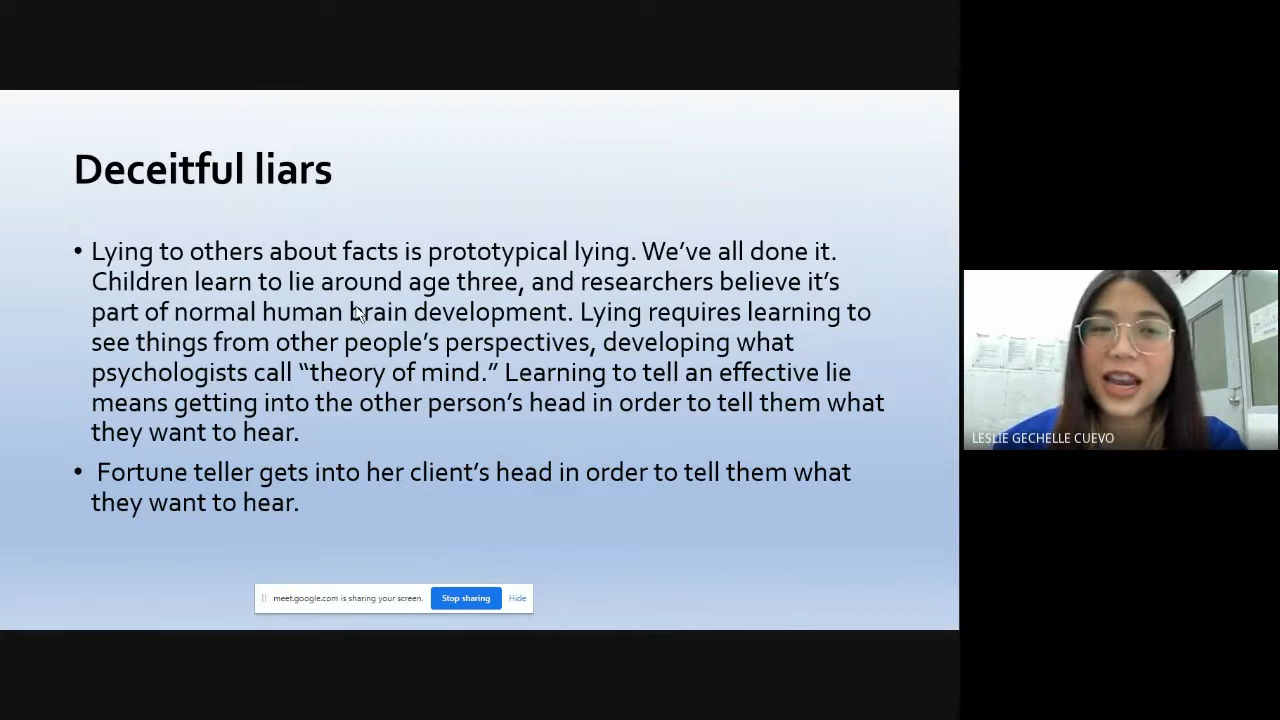 Deceitful liars
• Lying to others about facts is prototypical lying. We've all done it.
Children learn to lie around age three, and researchers believe it's
part of normal human brain development. Lying requires learning to
see things from other people's perspectives, developing what
psychologists call “theory of mind.” Learning to tell an effective lie
means getting into the other person's head in order to tell them what
they want to hear.
• Fortune teller gets into her client's head in order to tell them what
they want to hear.
meet.google.com is sharing your screen. Stop sharing Hide
LESLIE GECHELLE CUEVO